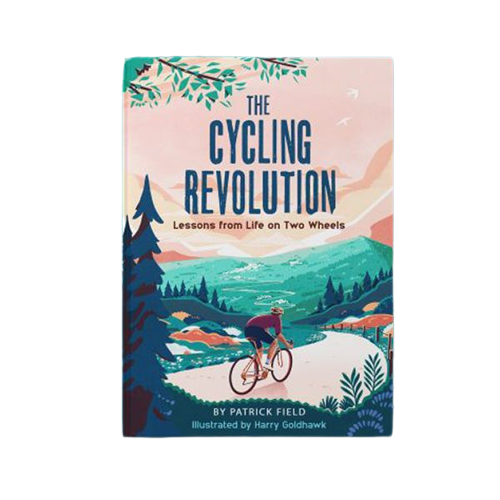 THE
CYCLING
REVOLUTION
Lessons from Life on Two Wheels
BY PATRICK FIELD
Illustrated by Harry Goldhawk